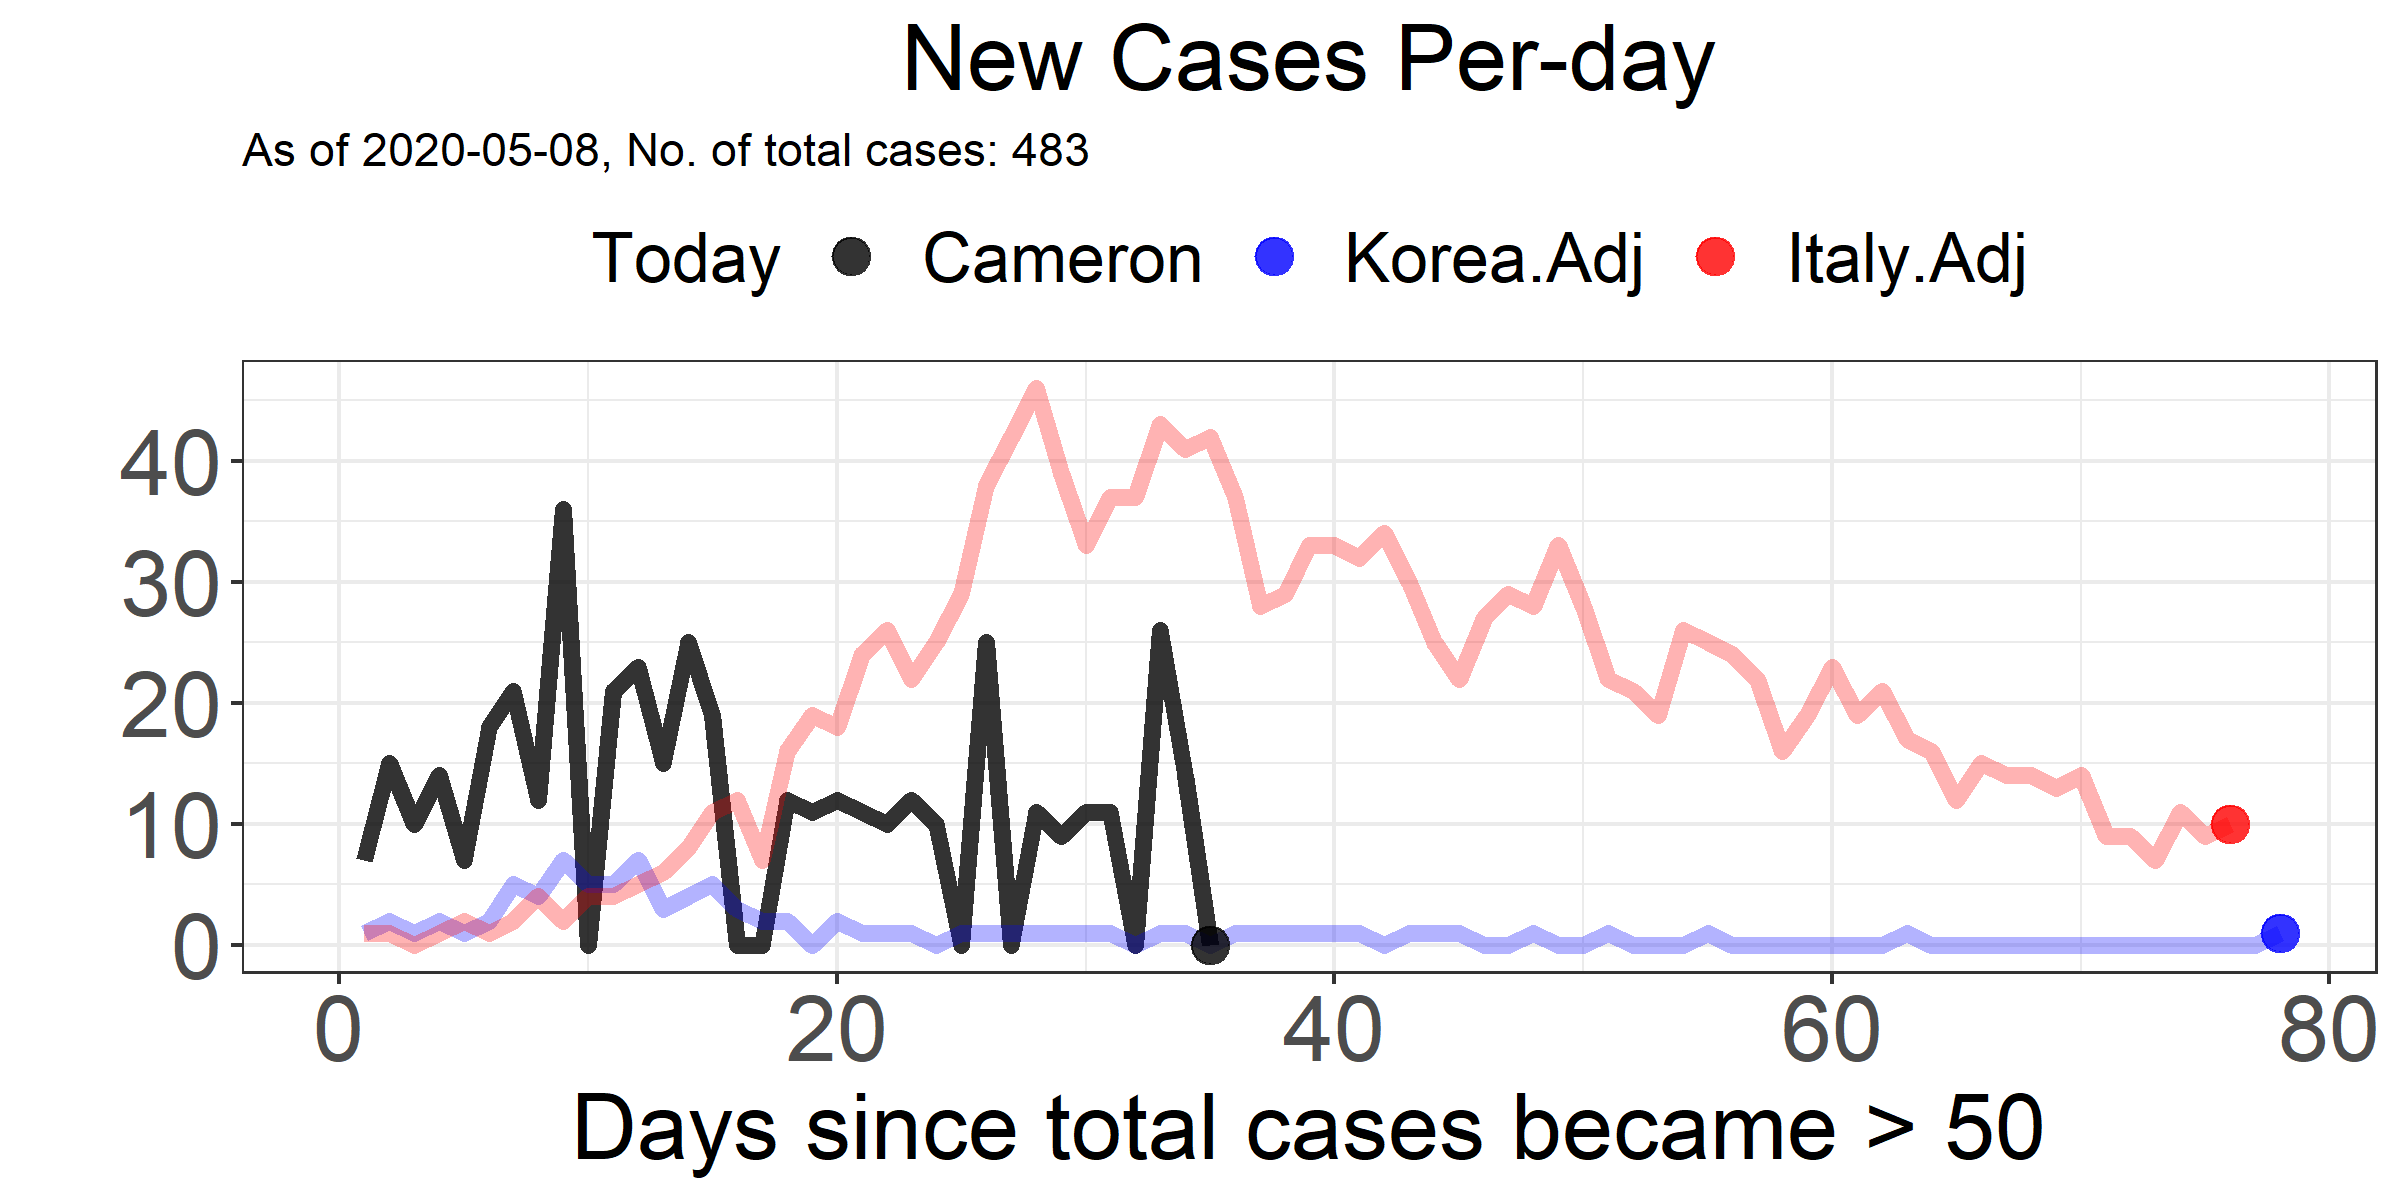 New Cases Per-day
As of 2020-05-08, No. of total cases: 483
Today Cameron Korea.Adj Italy.Adj
40
30
20
10
0
0 20 40 60 80
Days since total cases became > 50